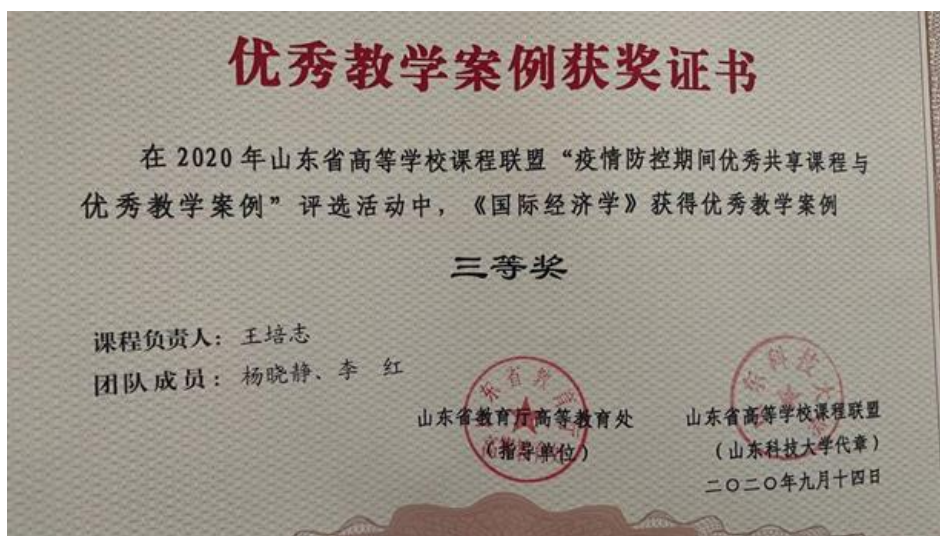 优秀教学案例获奖证书
在 2020 年山东省高等学校课程联盟“疫情防控期间优秀共享课程与
优秀教学案例”评选活动中，《国际经济学》获得优秀教学案例
三等奖
课程负责人：王培志
团队成员：杨晓静、李 红
山东省教育厅高等教育处
（指导单位）
山东省高等学校课程联盟
（山东科技大学代章）
二〇二〇年九月十四日